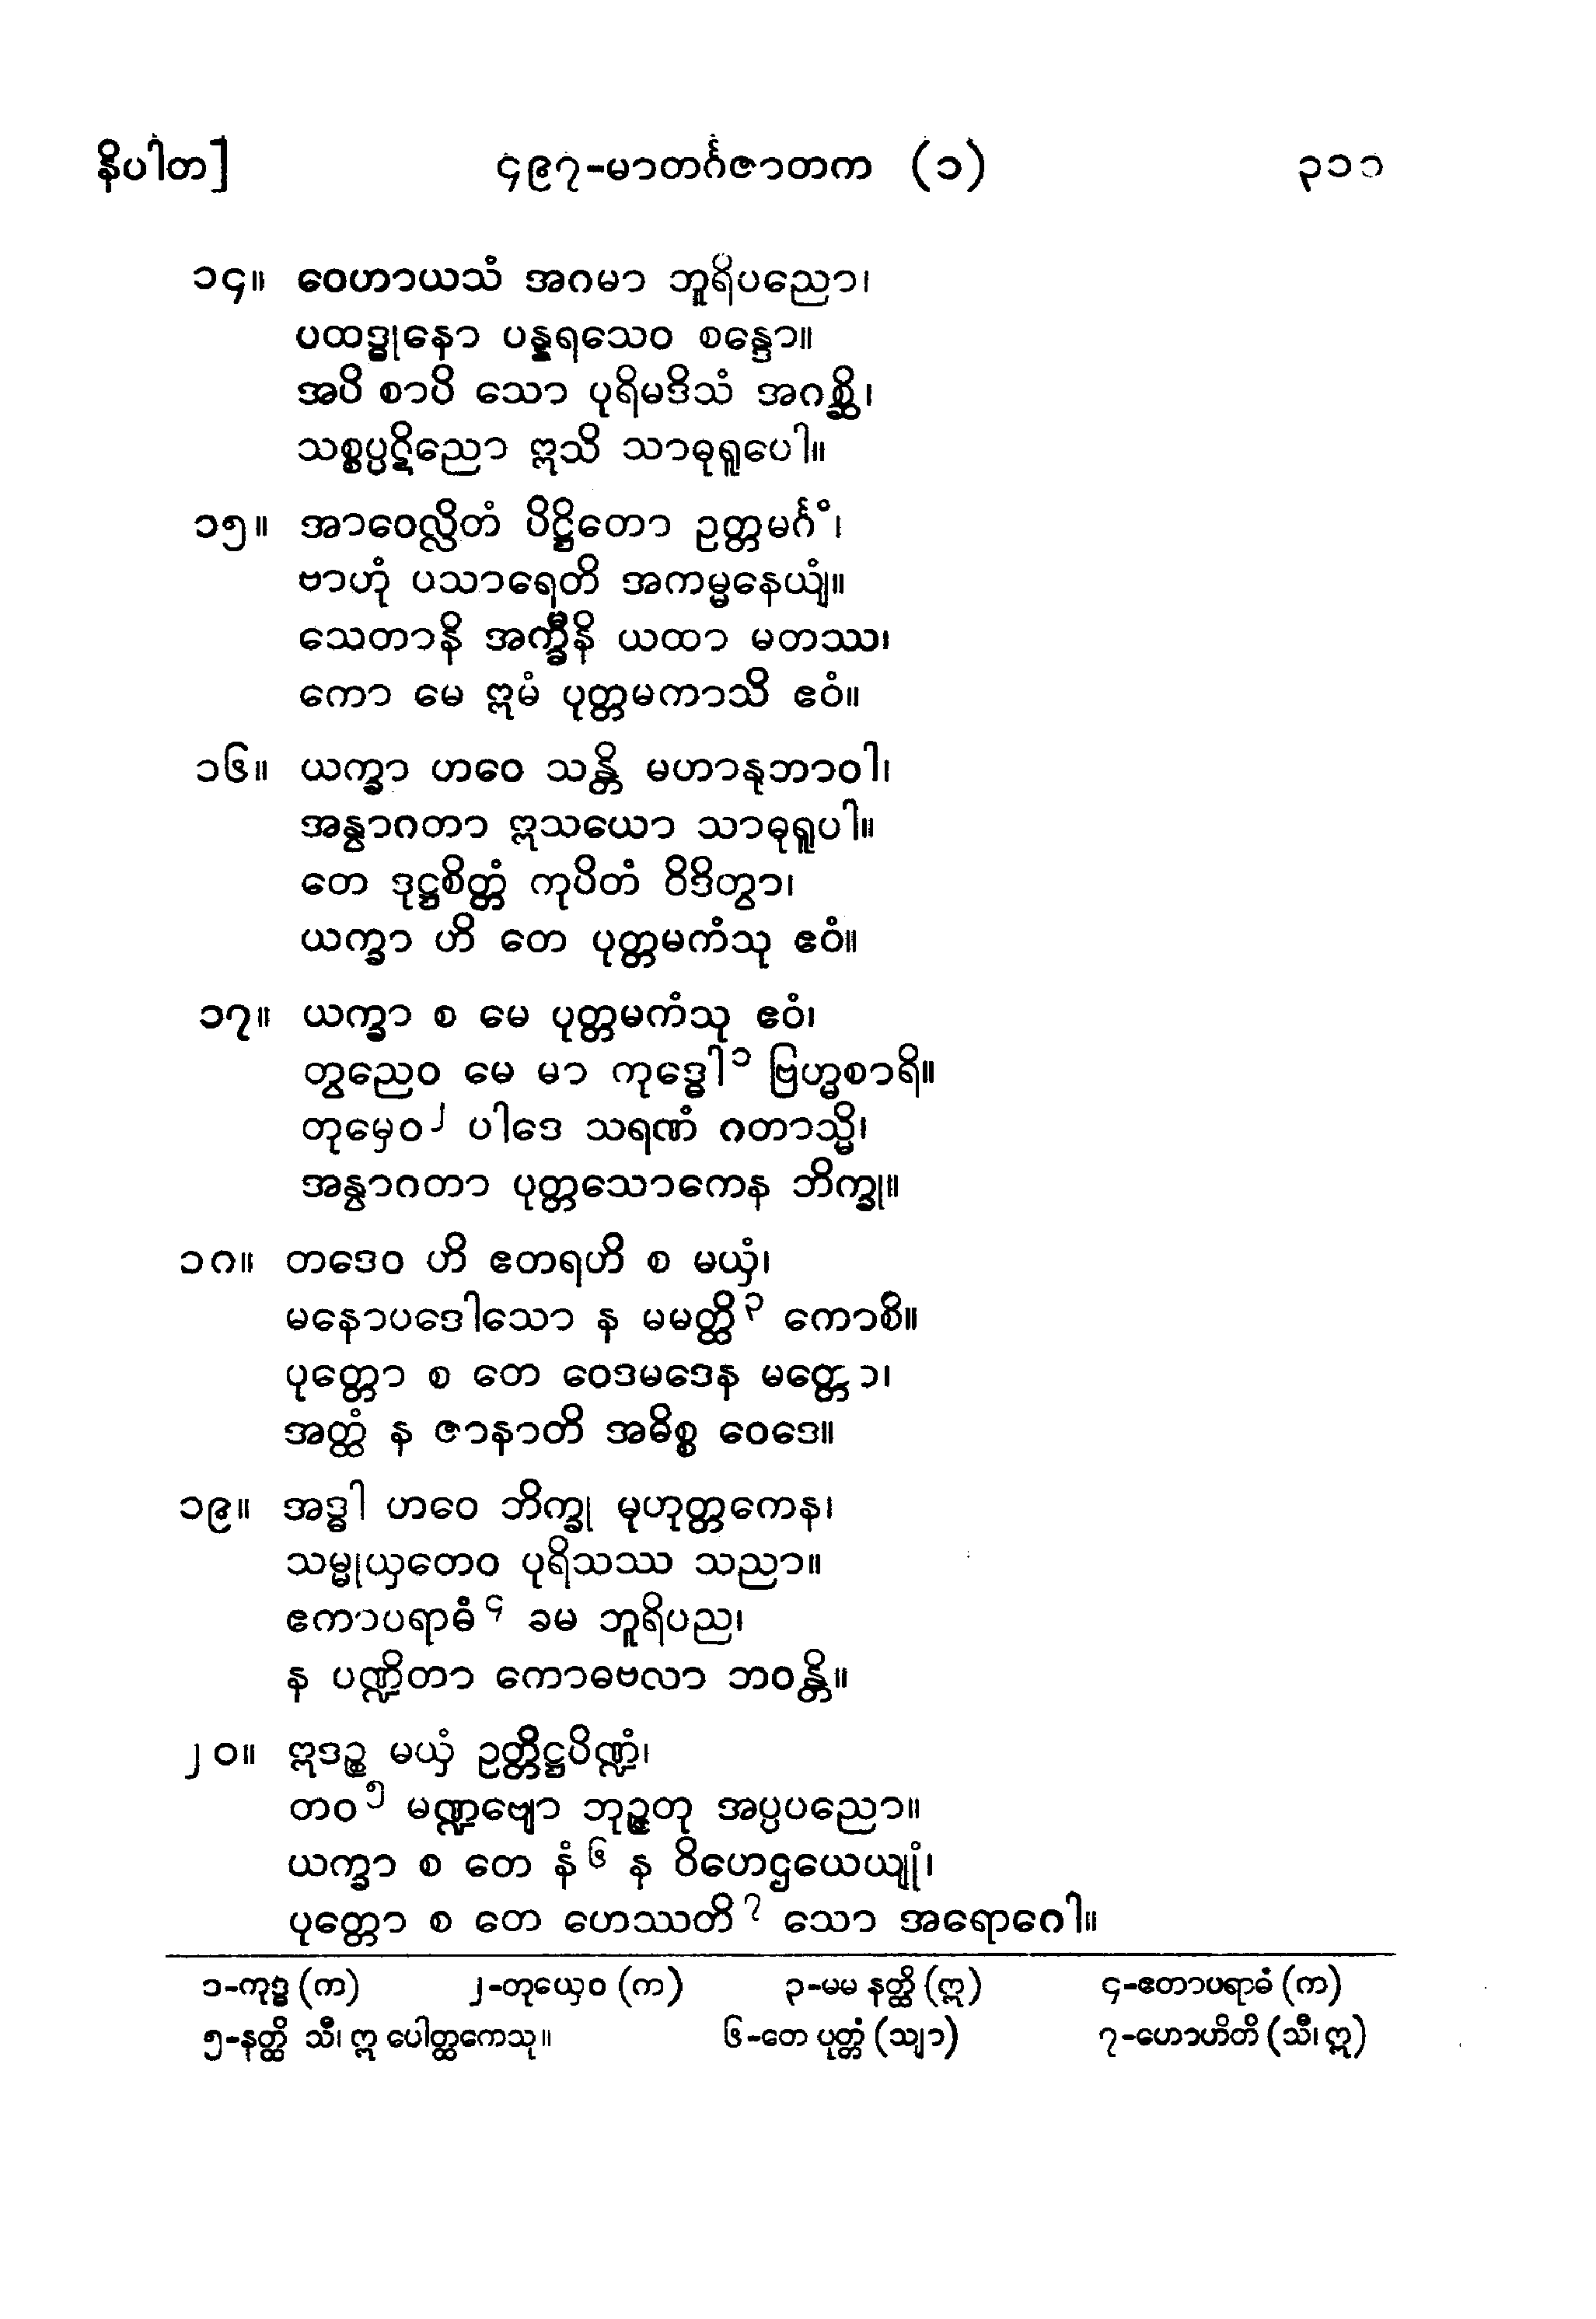 နိပါတ] ၄၉၇-မာတင်္ဂဇာတက (၁) ၃၁၁
၁၄။ ဝေဟာယသံ အဂမာ ဘူရိပညော၊
ပထဒ္ဓုနော ပန္နရသေဝ စန္ဒော။
အပိ စာပိ သော ပုရိမဒိသံ အဂစ္ဆိ၊
သစ္စပ္ပဋိညော ဣသိ သာဓုရူပေါ။
၁၅။ အာဝေလ္လိတံ ပိဋ္ဌိတော ဥတ္တမင်္ဂံ၊
ဗာဟုံ ပသာရေတိ အကမ္မနေယျံ။
သေတာနိ အက္ခီနိ ယထာ မတဿ၊
ကော မေ ဣမံ ပုတ္တမကာသိ ဧဝံ။
၁၆။ ယက္ခာ ဟဝေ သန္တိ မဟာနုဘာဝါ၊
အနွာဂတာ ဣသယော သာဓုရူပါ။
တေ ဒုဋ္ဌစိတ္တံ ကုပိတံ ဝိဒိတွာ၊
ယက္ခာ ဟိ တေ ပုတ္တမကံသု ဧဝံ။
၁၇။ ယက္ခာ စ မေ ပုတ္တမကံသု ဧဝံ၊
တွညေဝ မေ မာ ကုဒ္ဓေါ၁ ဗြဟ္မစာရိ။
တုမှေဝ၂ ပါဒေ သရဏံ ဂတာသ္မိ၊
အနွာဂတာ ပုတ္တသောကေန ဘိက္ခု။
၁၈။ တဒေဝ ဟိ ဧတရဟိ စ မယှံ၊
မနောပဒေါသော န မမတ္ထိ၃ ကောစိ။
ပုတ္တော စ တေ ဝေဒမဒေန မတ္တော၊
အတ္ထံ န ဇာနာတိ အဓိစ္စ ဝေဒေ။
၁၉။ အဒ္ဓါ ဟဝေ ဘိက္ခု မုဟုတ္တကေန၊
သမ္မုယှတေဝ ပုရိသဿ သညာ။
ဧကာပရာဓံ၄ ခမ ဘူရိပည၊
န ပဏ္ဍိတာ ကောဓဗလာ ဘဝန္တိ။
၂၀။ ဣဒဉ္စ မယှံ ဥတ္တိဋ္ဌပိဏ္ဍံ၊
တဝ၅ မဏ္ဍဗျော ဘုဉ္ဇတု အပ္ပပညော။
ယက္ခာ စ တေ နံ၆ န ဝိဟေဌယေယျုံ၊
ပုတ္တော စ တေ ဟေဿတိ၇ သော အရောဂေါ။
၁-ကုဒ္ဓ (က) ၂-တုယှေဝ (က) ၃-မမ နတ္ထိ (ဣ) ၄-ဧတာပရာဓံ (က)
၅-နတ္ထိ သီ၊ ဣ ပေါတ္ထကေသု။ ၆-တေ ပုတ္တံ (သျာ) ၇-ဟောဟိတိ (သီ၊ ဣ)